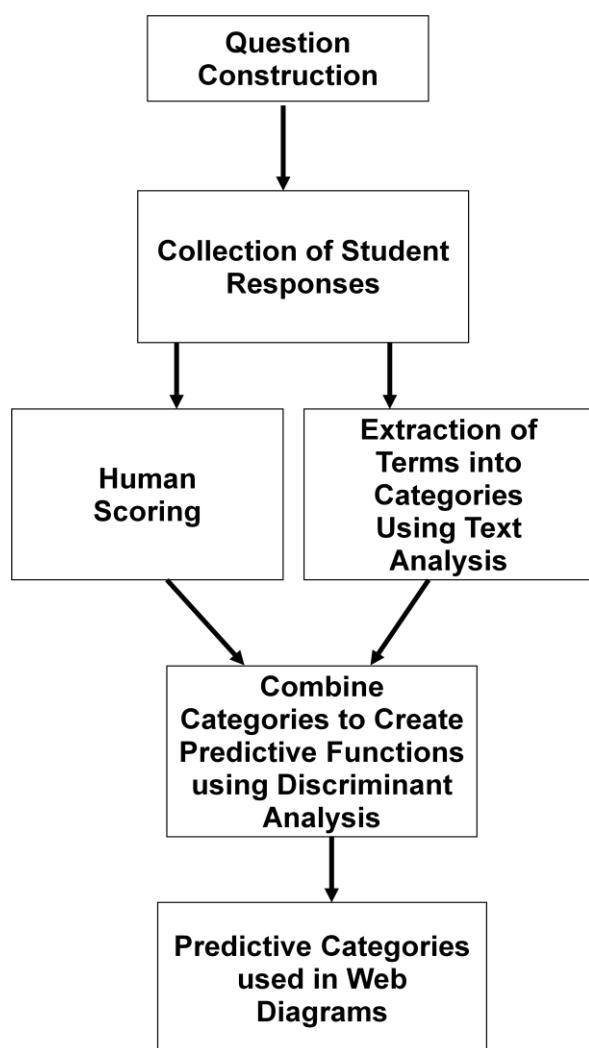 Question
Construction
Collection of Student
Responses
Human
Scoring
Extraction of
Terms into
Categories
Using Text
Analysis
Combine
Categories to Create
Predictive Functions
using Discriminant
Analysis
Predictive Categories
used in Web
Diagrams